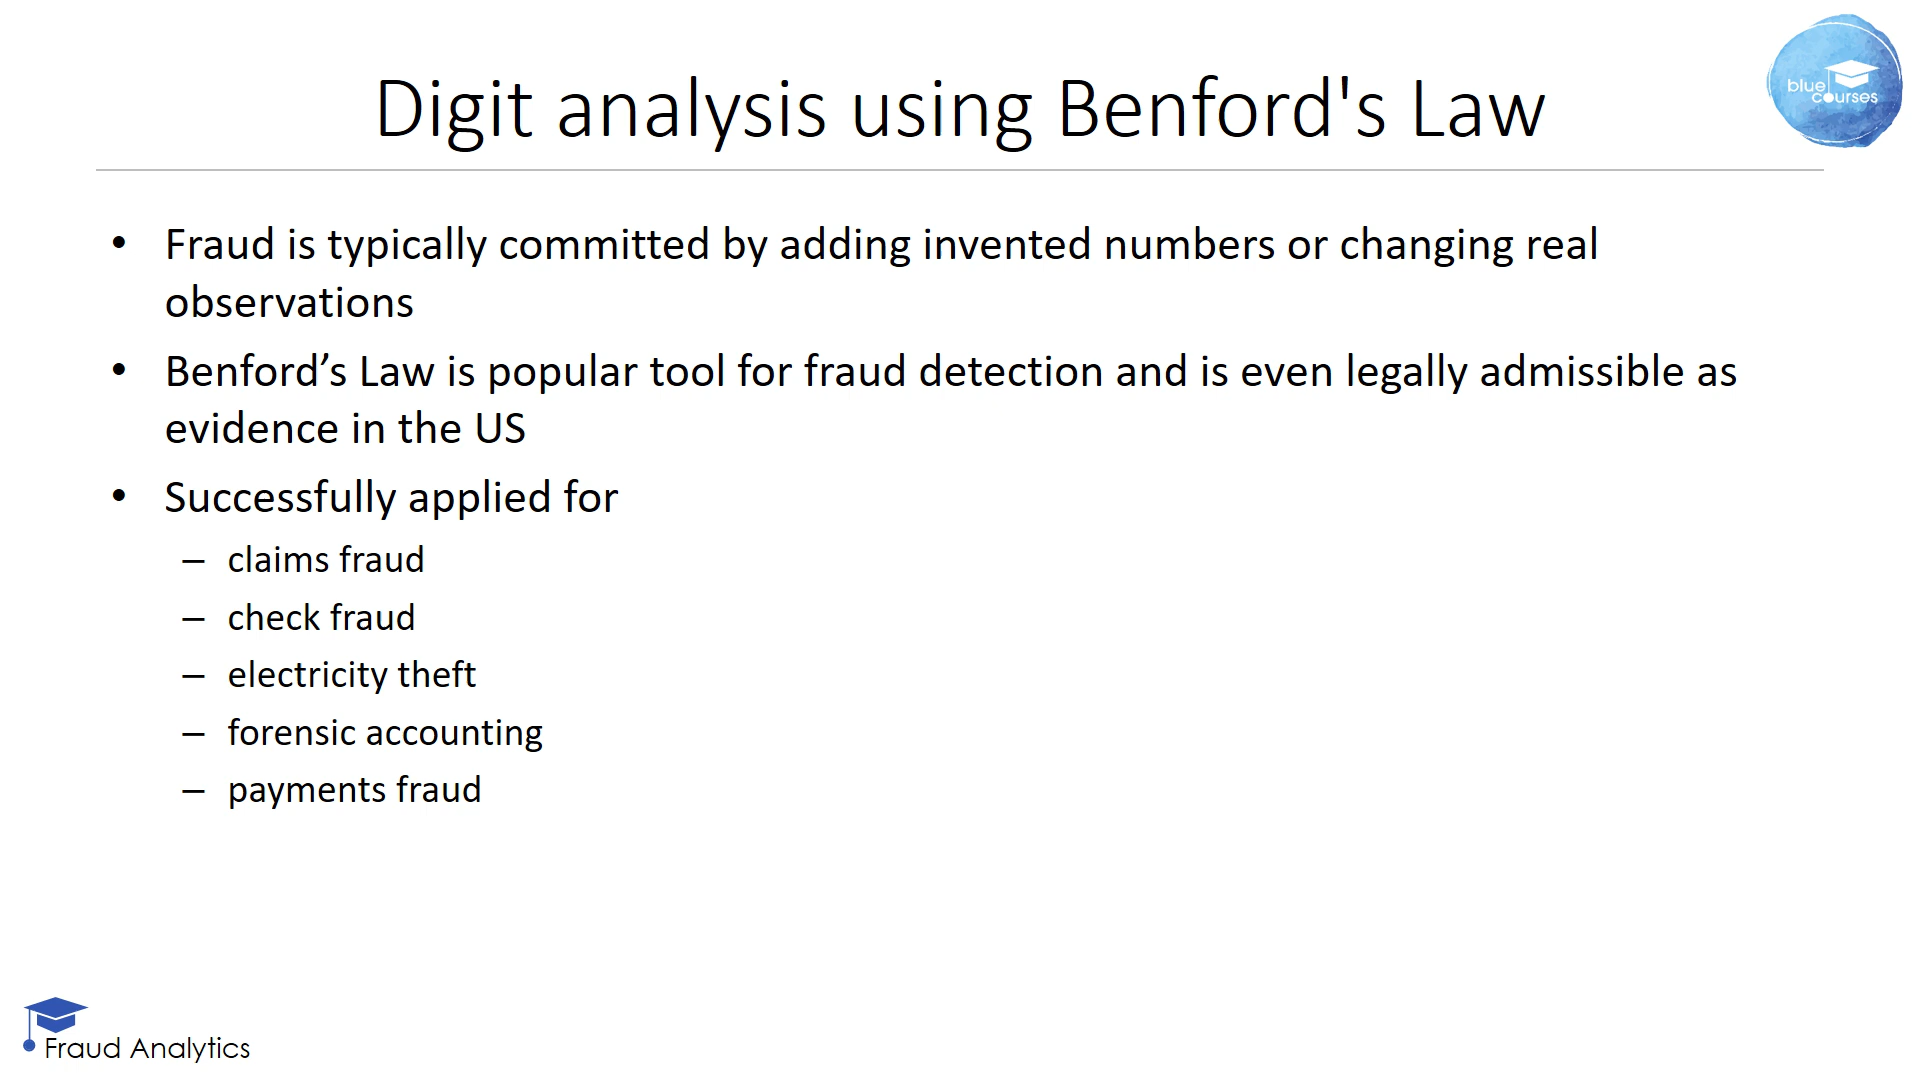 Digit analysis using Benford's Law
blue
courses
• Fraud is typically committed by adding invented numbers or changing real
observations
• Benford’s Law is popular tool for fraud detection and is even legally admissible as
evidence in the US
• Successfully applied for
– claims fraud
– check fraud
– electricity theft
– forensic accounting
– payments fraud
Fraud Analytics